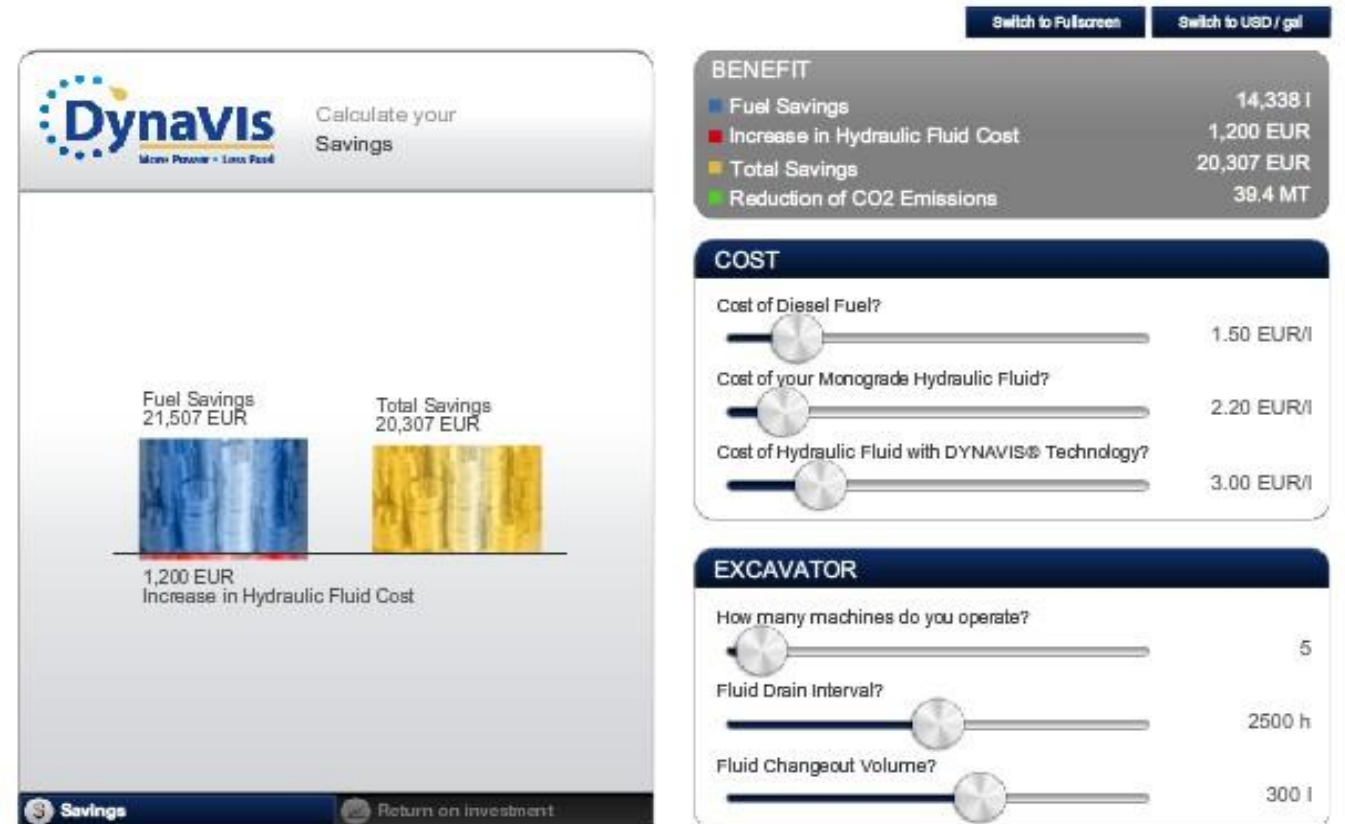 Switch to Fullscreen
Switch to USD / gal
DynaVIs
More Power • Less Fuel
Calculate your
Savings
Fuel Savings
21,507 EUR
Total Savings
20,307 EUR
1,200 EUR
Increase in Hydraulic Fluid Cost
Savings
Return on investment
BENEFIT
Fuel Savings 14,338 l
Increase in Hydraulic Fluid Cost 1,200 EUR
Total Savings 20,307 EUR
Reduction of CO2 Emissions 39.4 MT
COST
Cost of Diesel Fuel?
1.50 EUR/l
Cost of your Monograde Hydraulic Fluid?
2.20 EUR/l
Cost of Hydraulic Fluid with DYNAVIS® Technology?
3.00 EUR/l
EXCAVATOR
How many machines do you operate?
5
Fluid Drain Interval?
2500 h
Fluid Changeout Volume?
300 l